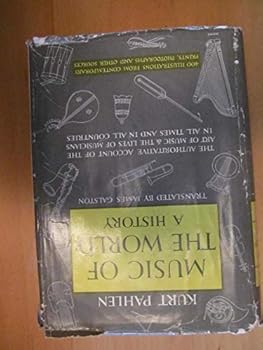 KURT PAHLEN
MUSIC OF
THE WORLD
A HISTORY
TRANSLATED BY JAMES GALSTON
THE AUTHORITATIVE ACCOUNT OF THE
ART OF MUSIC & THE LIVES OF MUSICIANS
IN ALL TIMES AND IN ALL COUNTRIES
400 ILLUSTRATIONS FROM CONTEMPORARY
PRINTS, PHOTOGRAPHS AND OTHER SOURCES